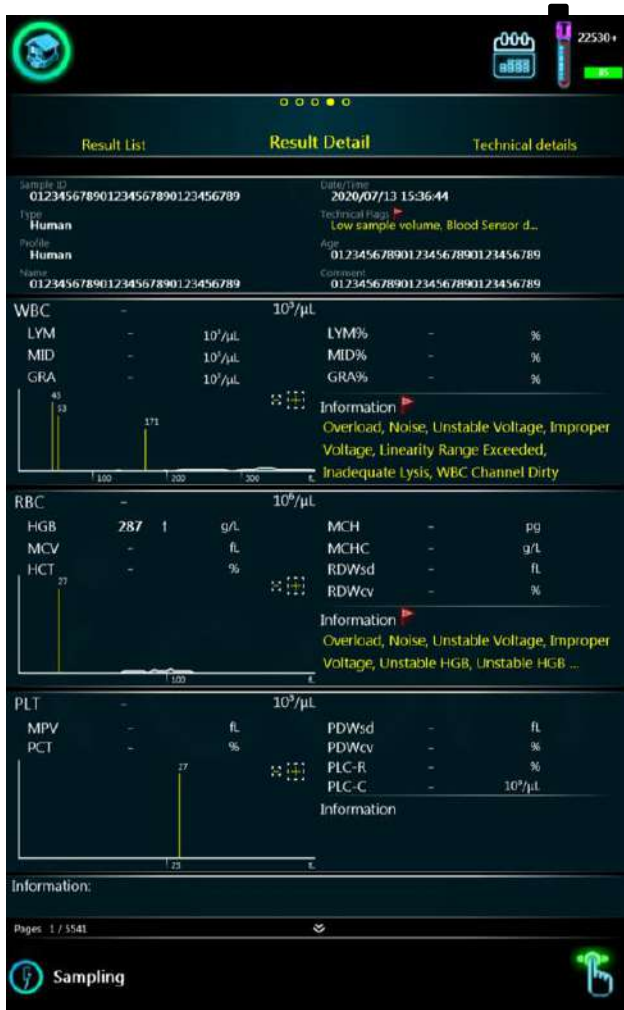 22530+
85
Result List
Result Detail
Technical details
Sample ID
012345678901234567890123456789
Date/Time
2020/07/13 15:36:44
Type
Human
Technical Flags
Low sample volume, Blood Sensor d...
Profile
Human
Age
012345678901234567890123456789
Name
012345678901234567890123456789
Comment
012345678901234567890123456789
WBC - 10³/µL
LYM - 10³/µL LYM% - %
MID - 10³/µL MID% - %
GRA - 10³/µL GRA% - %
Information
Overload, Noise, Unstable Voltage, Improper
Voltage, Linearity Range Exceeded,
Inadequate Lysis, WBC Channel Dirty
53
171
100 200 300 fL
RBC - 10⁶/µL
HGB 287 ↑ g/L MCH - pg
MCV - fL MCHC - g/L
HCT - % RDWsd - fL
RDWcv - %
27
Information
Overload, Noise, Unstable Voltage, Improper
Voltage, Unstable HGB, Unstable HGB ...
100 fL
PLT - 10³/µL
MPV - fL PDWsd - fL
PCT - % PDWcv - %
PLC-R - %
PLC-C - 10³/µL
27
Information
25 fL
Information:
Pages 1 / 5541
Sampling